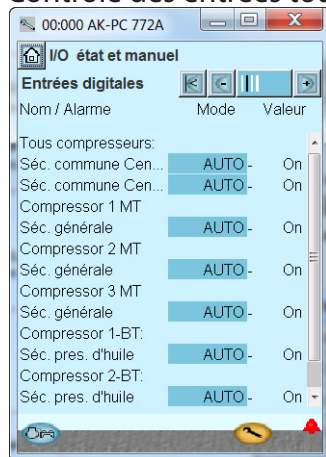 Contrôle des entrées tou
00:000 AK-PC 772A
I/O état et manuel
Entrées digitales
Nom / Alarme Mode Valeur
Tous compresseurs:
Séc. commune Cen... AUTO - On
Séc. commune Cen... AUTO - On
Compressor 1 MT
Séc. générale AUTO - On
Compressor 2 MT
Séc. générale AUTO - On
Compressor 3 MT
Séc. générale AUTO - On
Compressor 1-BT:
Séc. pres. d'huile AUTO - On
Compressor 2-BT:
Séc. pres. d'huile AUTO - On